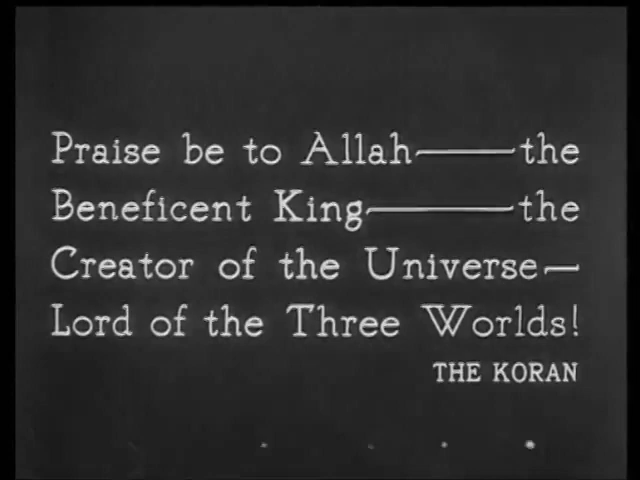 Praise be to Allah——the
Beneficent King——the
Creator of the Universe—
Lord of the Three Worlds!
THE KORAN